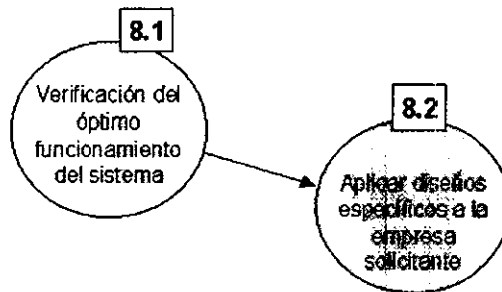 8.1
Verificación del
óptimo
funcionamiento
del sistema
8.2
Aplicar diseños
específicos a la
empresa
solicitante